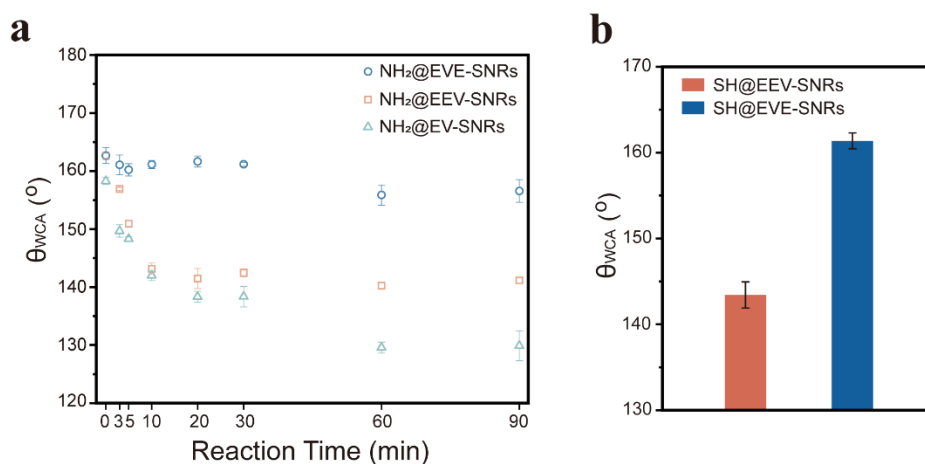 a
180
170
160
150
140
130
120
θWCA (º)
0 3 5 10 20 30 60 90
Reaction Time (min)
NH₂@EVE-SNRs
NH₂@EEV-SNRs
NH₂@EV-SNRs
b
170
160
150
140
130
θWCA (º)
SH@EEV-SNRs
SH@EVE-SNRs